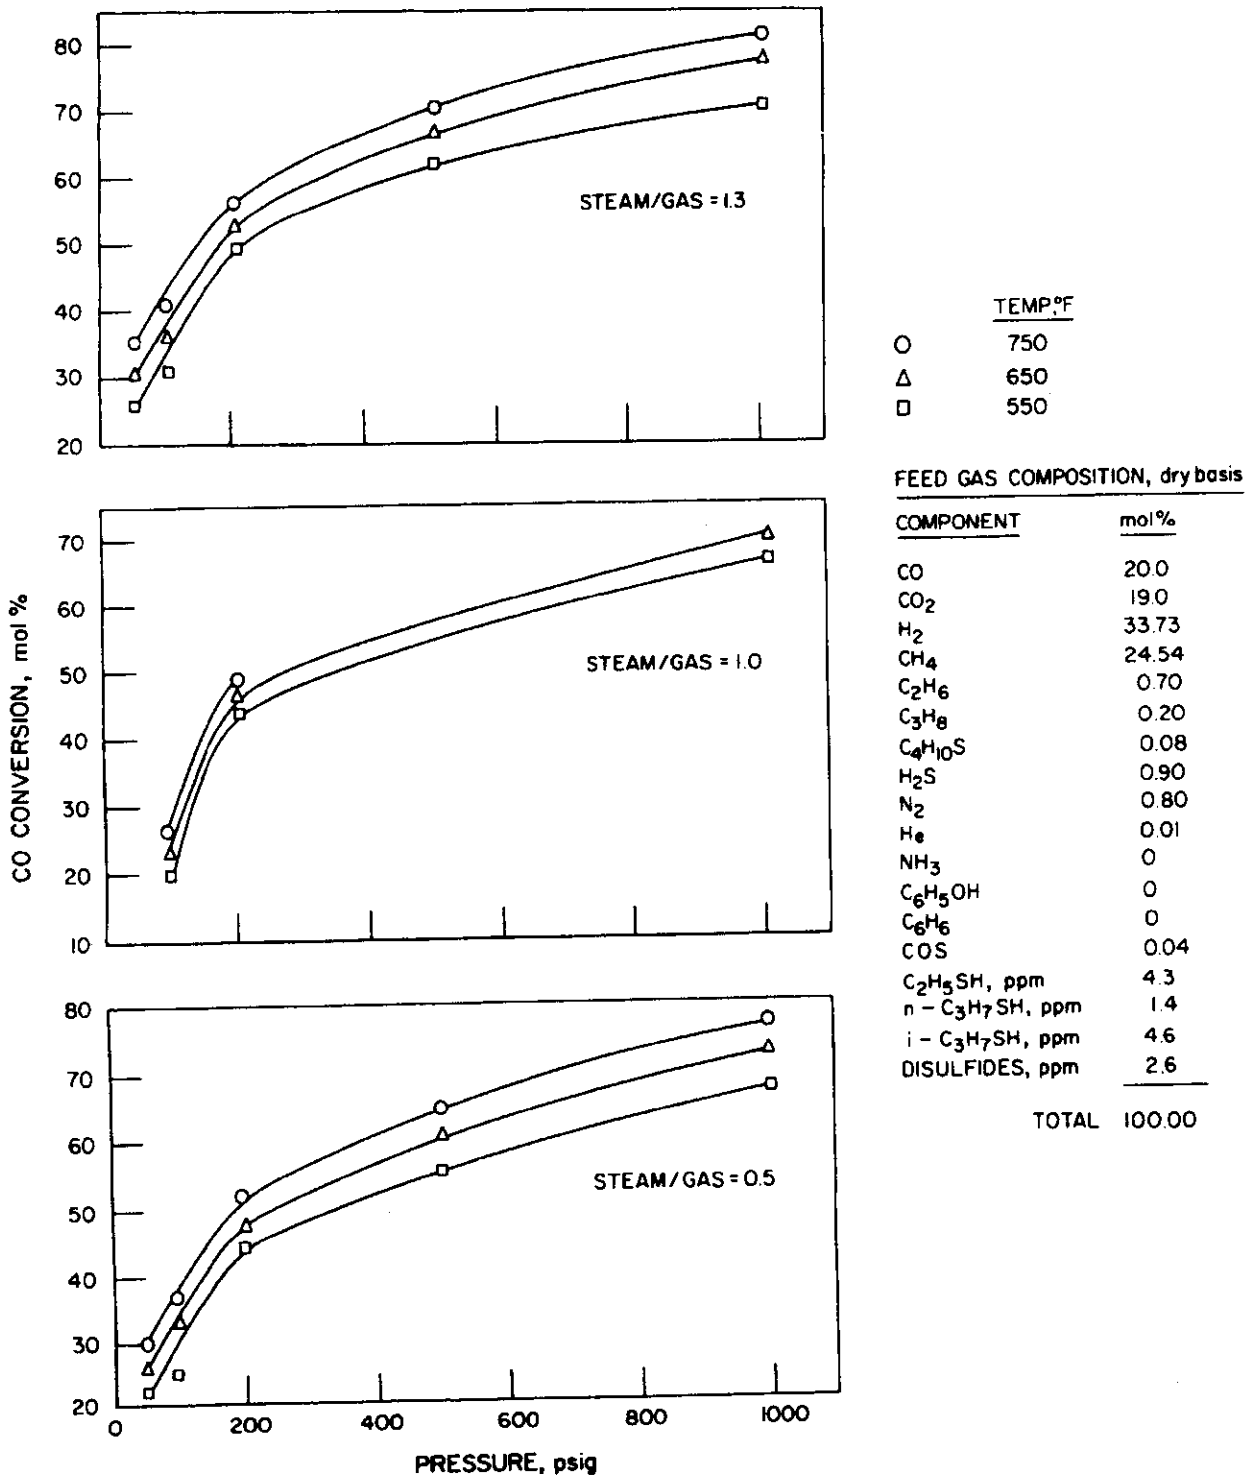 80
70
60
50
40
30
20
STEAM/GAS = 1.3
TEMP,°F
750
650
550
70
60
50
40
30
20
10
STEAM/GAS = 1.0
CO CONVERSION, mol %
80
70
60
50
40
30
20
STEAM/GAS = 0.5
0 200 400 600 800 1000
PRESSURE, psig
FEED GAS COMPOSITION, dry basis
COMPONENT mol%
CO 20.0
CO2 19.0
H2 33.73
CH4 24.54
C2H6 0.70
C3H8 0.20
C4H10S 0.08
H2S 0.90
N2 0.80
He 0.01
NH3 0
C6H5OH 0
C6H6 0
COS 0.04
C2H5SH, ppm 4.3
n - C3H7SH, ppm 1.4
i - C3H7SH, ppm 4.6
DISULFIDES, ppm 2.6
TOTAL 100.00